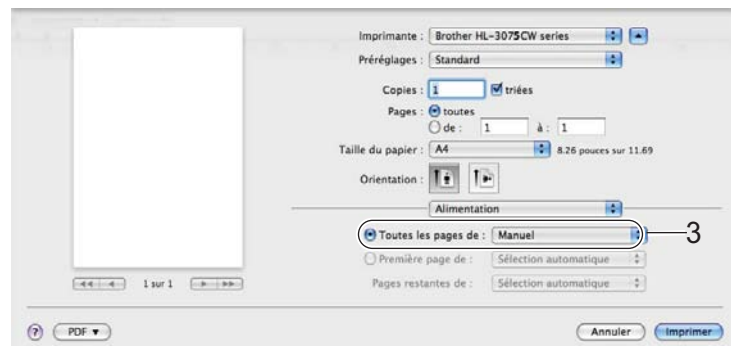 Imprimante : Brother HL-3075CW series
Préréglages : Standard
Copies : 1 triées
Pages : toutes
de : 1 à : 1
Taille du papier : A4 8.26 pouces sur 11.69
Orientation :
Alimentation
Toutes les pages de : Manuel 3
Première page de : Sélection automatique
1 sur 1 Pages restantes de : Sélection automatique
? PDF ▼ Annuler Imprimer